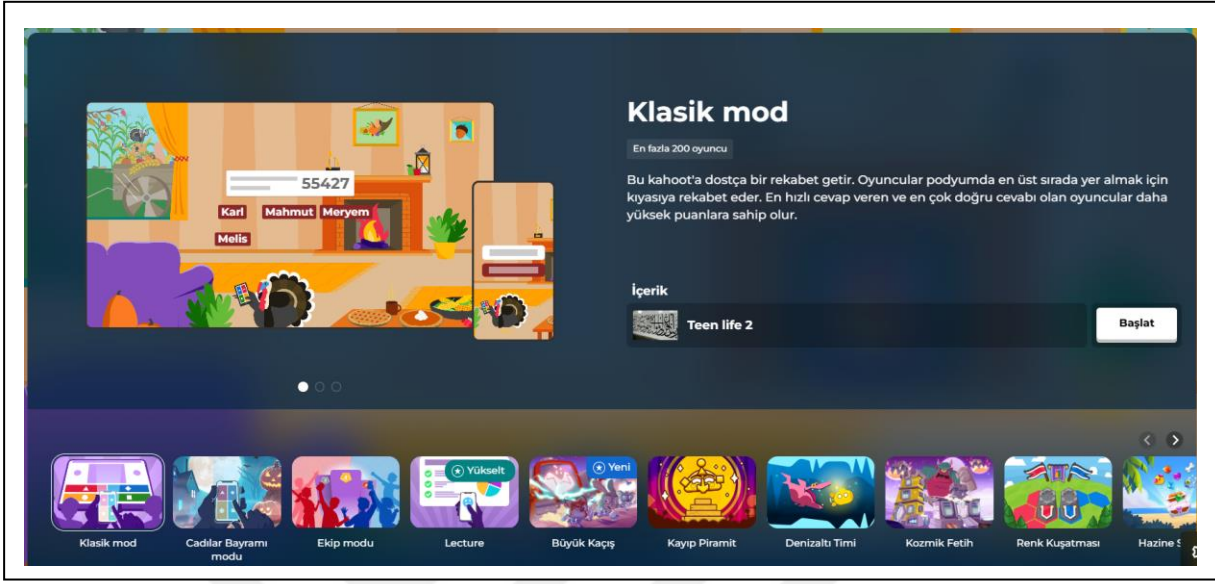 Klasik mod
En fazla 200 oyuncu
Bu kahoot'a dostça bir rekabet getir. Oyuncular podyumda en üst sırada yer almak için
kıyasıya rekabet eder. En hızlı cevap veren ve en çok doğru cevabı olan oyuncular daha
yüksek puanlara sahip olur.
55427
Karl Mahmut Meryem
Melis
İçerik
Teen life 2
Başlat
Yükselt
Yeni
Klasik mod
Cadılar Bayramı
modu
Ekip modu
Lecture
Büyük Kaçış
Kayıp Piramit
Denizaltı Timi
Kozmik Fetih
Renk Kuşatması
Hazine